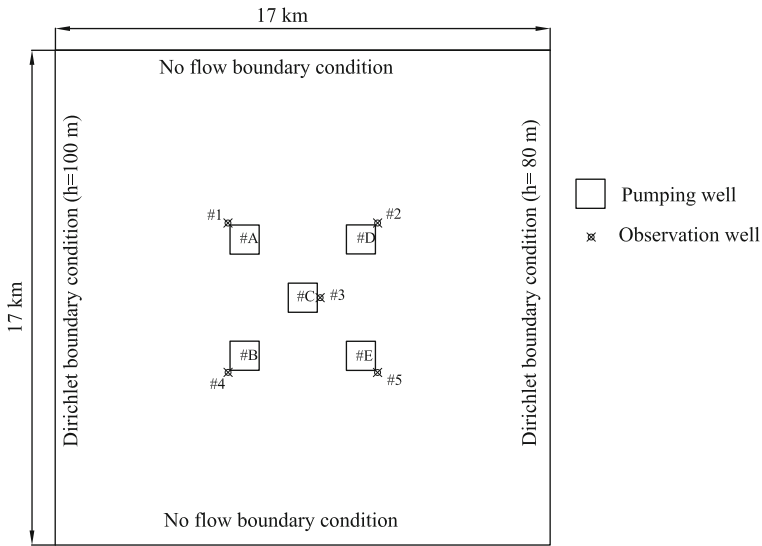 17 km
No flow boundary condition
17 km
Dirichlet boundary condition (h=100 m)
Dirichlet boundary condition (h= 80 m)
#1
#2
#A
#D
#C
#3
#B
#E
#4
#5
No flow boundary condition
Pumping well
Observation well